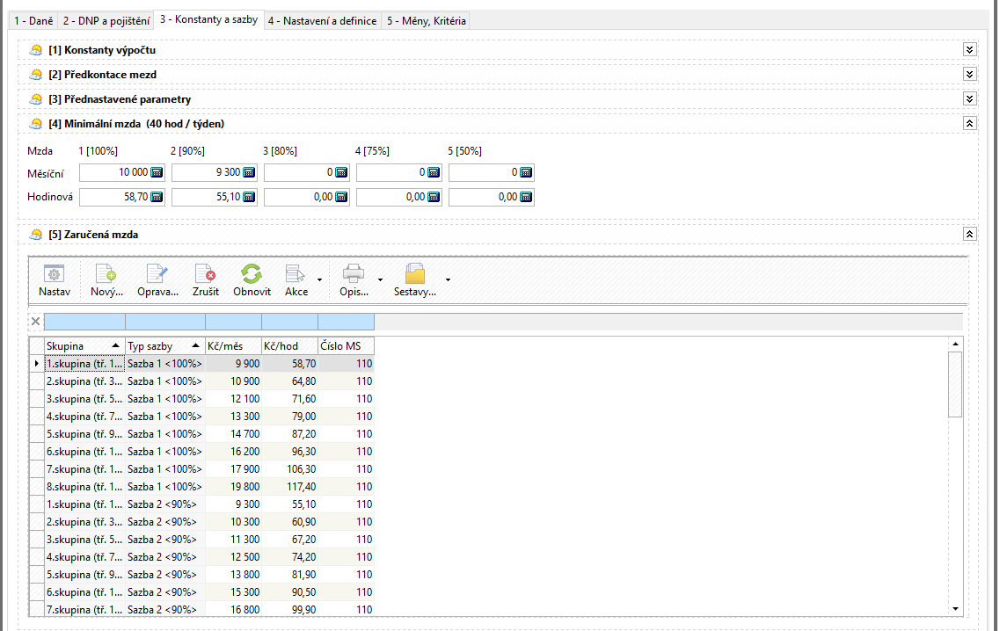 1 - Daně 2 - DNP a pojištění 3 - Konstanty a sazby 4 - Nastavení a definice 5 - Měny, Kritéria
[1] Konstanty výpočtu
[2] Předkontace mezd
[3] Přednastavené parametry
[4] Minimální mzda (40 hod / týden)
Mzda 1 [100%] 2 [90%] 3 [80%] 4 [75%] 5 [50%]
Měsíční 10 000 9 300 0 0 0
Hodinová 58,70 55,10 0,00 0,00 0,00
[5] Zaručená mzda
Nastav Nový... Oprava... Zrušit Obnovit Akce Opis... Sestavy...
Skupina Typ sazby Kč/měs Kč/hod Číslo MS
1.skupina (tř. 1... Sazba 1 <100%> 9 900 58,70 110
2.skupina (tř. 3... Sazba 1 <100%> 10 900 64,80 110
3.skupina (tř. 5... Sazba 1 <100%> 12 100 71,60 110
4.skupina (tř. 7... Sazba 1 <100%> 13 300 79,00 110
5.skupina (tř. 9... Sazba 1 <100%> 14 700 87,20 110
6.skupina (tř. 1... Sazba 1 <100%> 16 200 96,30 110
7.skupina (tř. 1... Sazba 1 <100%> 17 900 106,30 110
8.skupina (tř. 1... Sazba 1 <100%> 19 800 117,40 110
1.skupina (tř. 1... Sazba 2 <90%> 9 300 55,10 110
2.skupina (tř. 3... Sazba 2 <90%> 10 300 60,90 110
3.skupina (tř. 5... Sazba 2 <90%> 11 300 67,20 110
4.skupina (tř. 7... Sazba 2 <90%> 12 500 74,20 110
5.skupina (tř. 9... Sazba 2 <90%> 13 800 81,90 110
6.skupina (tř. 1... Sazba 2 <90%> 15 300 90,50 110
7.skupina (tř. 1... Sazba 2 <90%> 16 800 99,90 110